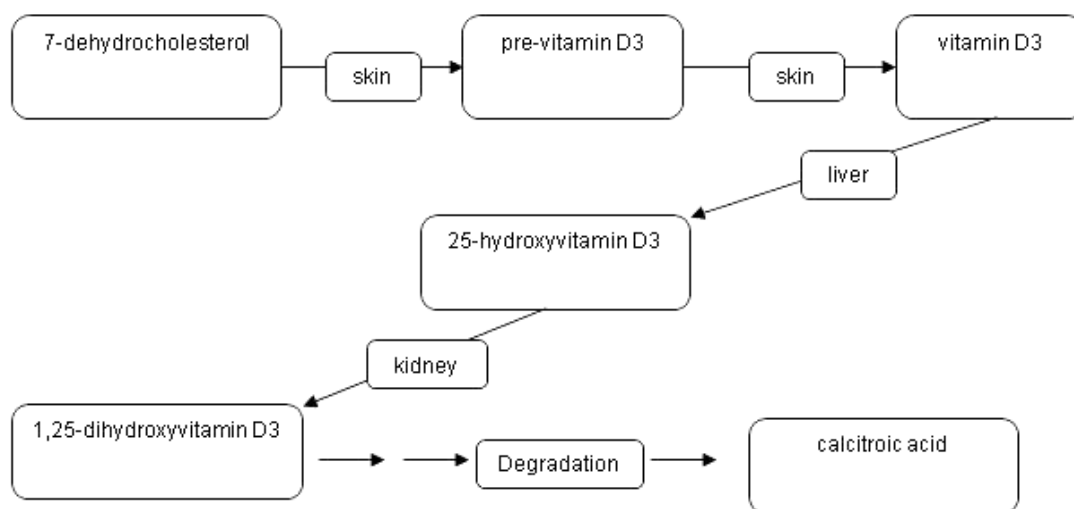 7-dehydrocholesterol
skin
pre-vitamin D3
skin
vitamin D3
liver
25-hydroxyvitamin D3
kidney
1,25-dihydroxyvitamin D3
Degradation
calcitroic acid